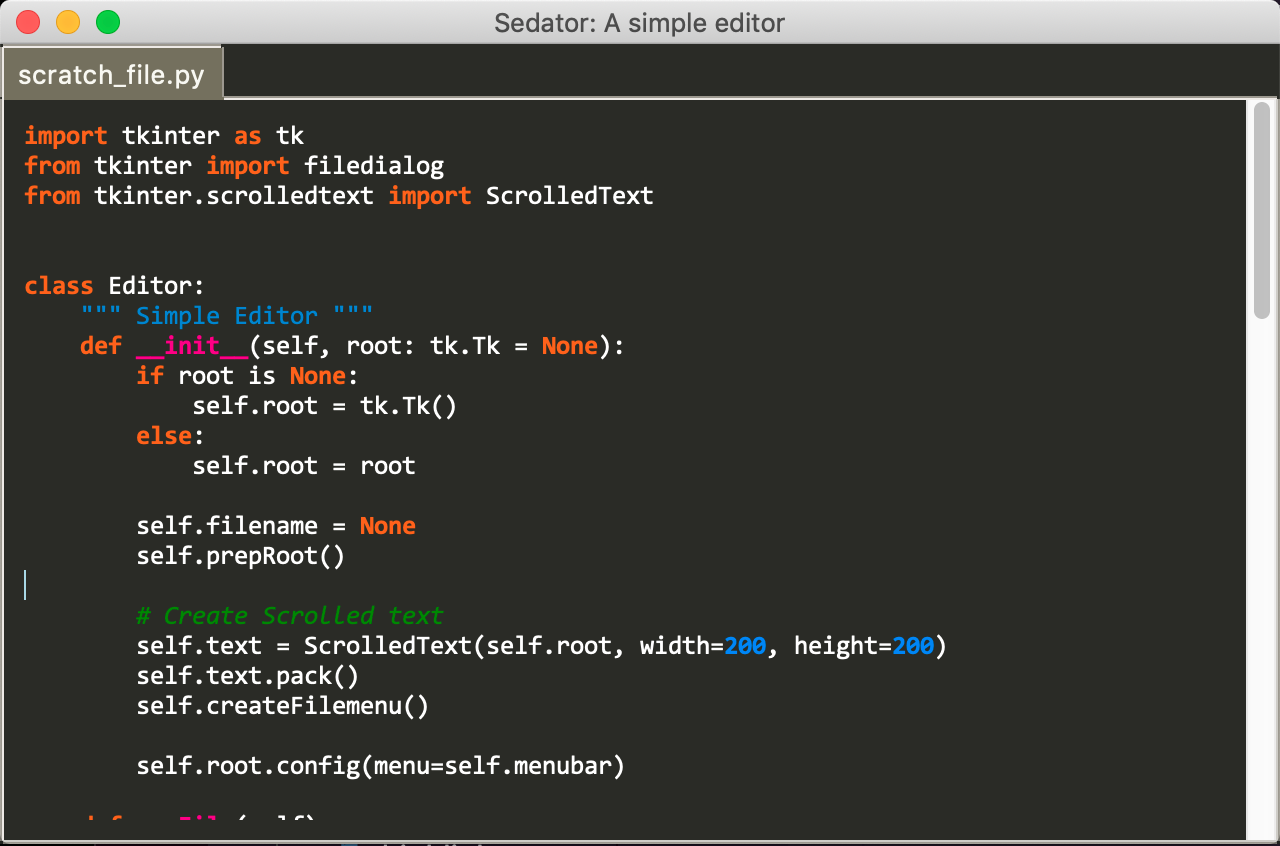 Sedator: A simple editor
scratch_file.py
import tkinter as tk
from tkinter import filedialog
from tkinter.scrolledtext import ScrolledText
class Editor:
    """ Simple Editor """
    def __init__(self, root: tk.Tk = None):
        if root is None:
            self.root = tk.Tk()
        else:
            self.root = root
        self.filename = None
        self.prepRoot()
        # Create Scrolled text
        self.text = ScrolledText(self.root, width=200, height=200)
        self.text.pack()
        self.createFilemenu()
        self.root.config(menu=self.menubar)